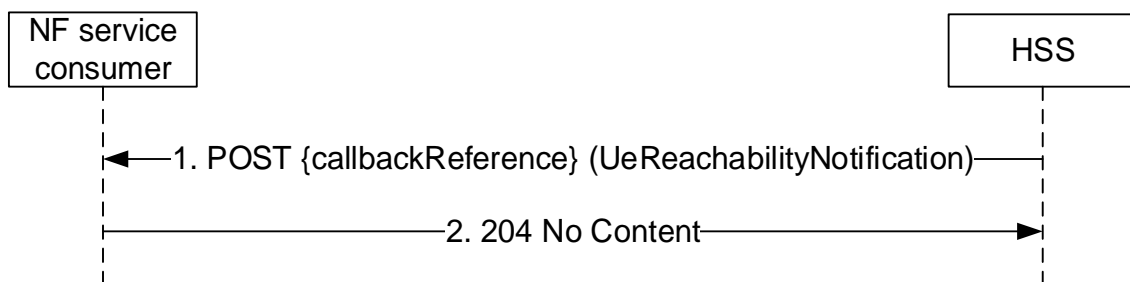 NF service
consumer
HSS
1. POST {callbackReference} (UeReachabilityNotification)
2. 204 No Content